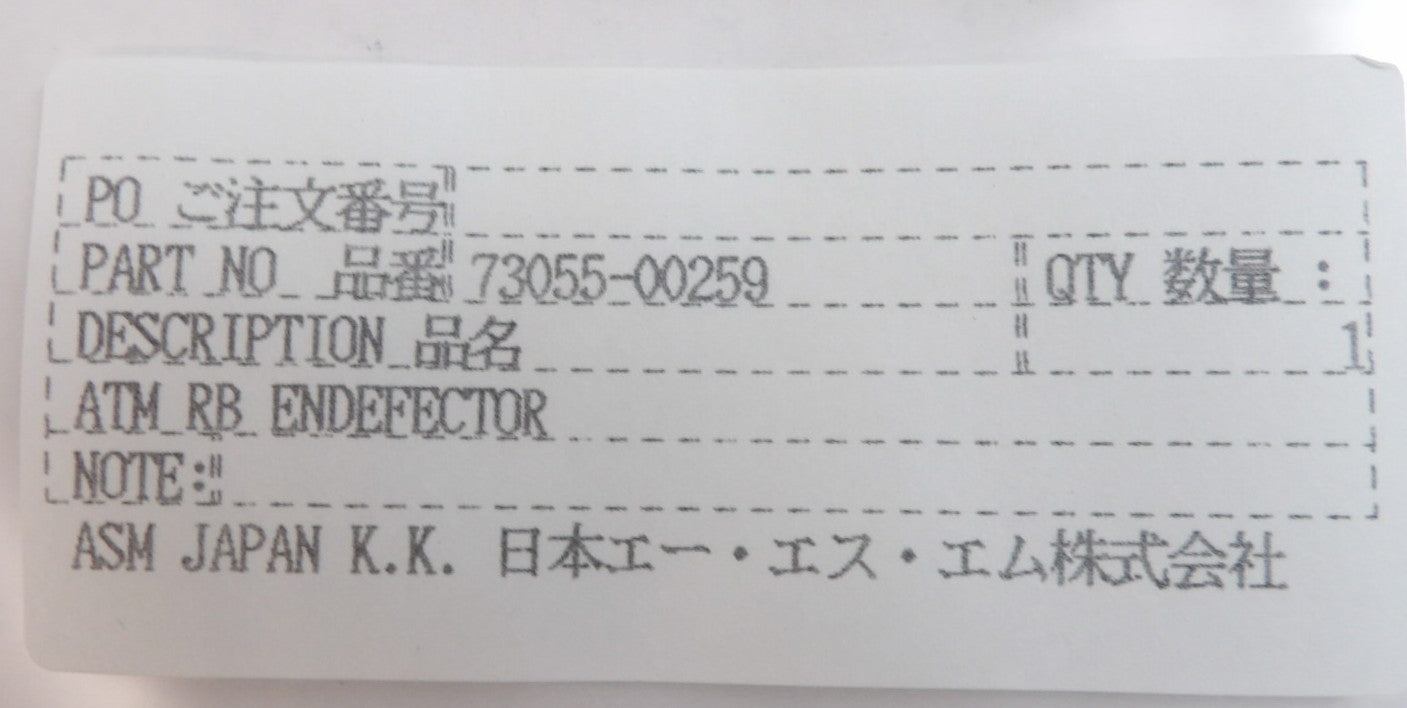 PO ご注文番号
PART NO 品番 73055-00259 QTY 数量 :
DESCRIPTION 品名 1
ATM RB ENDEFECTOR
NOTE:
ASM JAPAN K.K. 日本エー・エス・エム株式会社